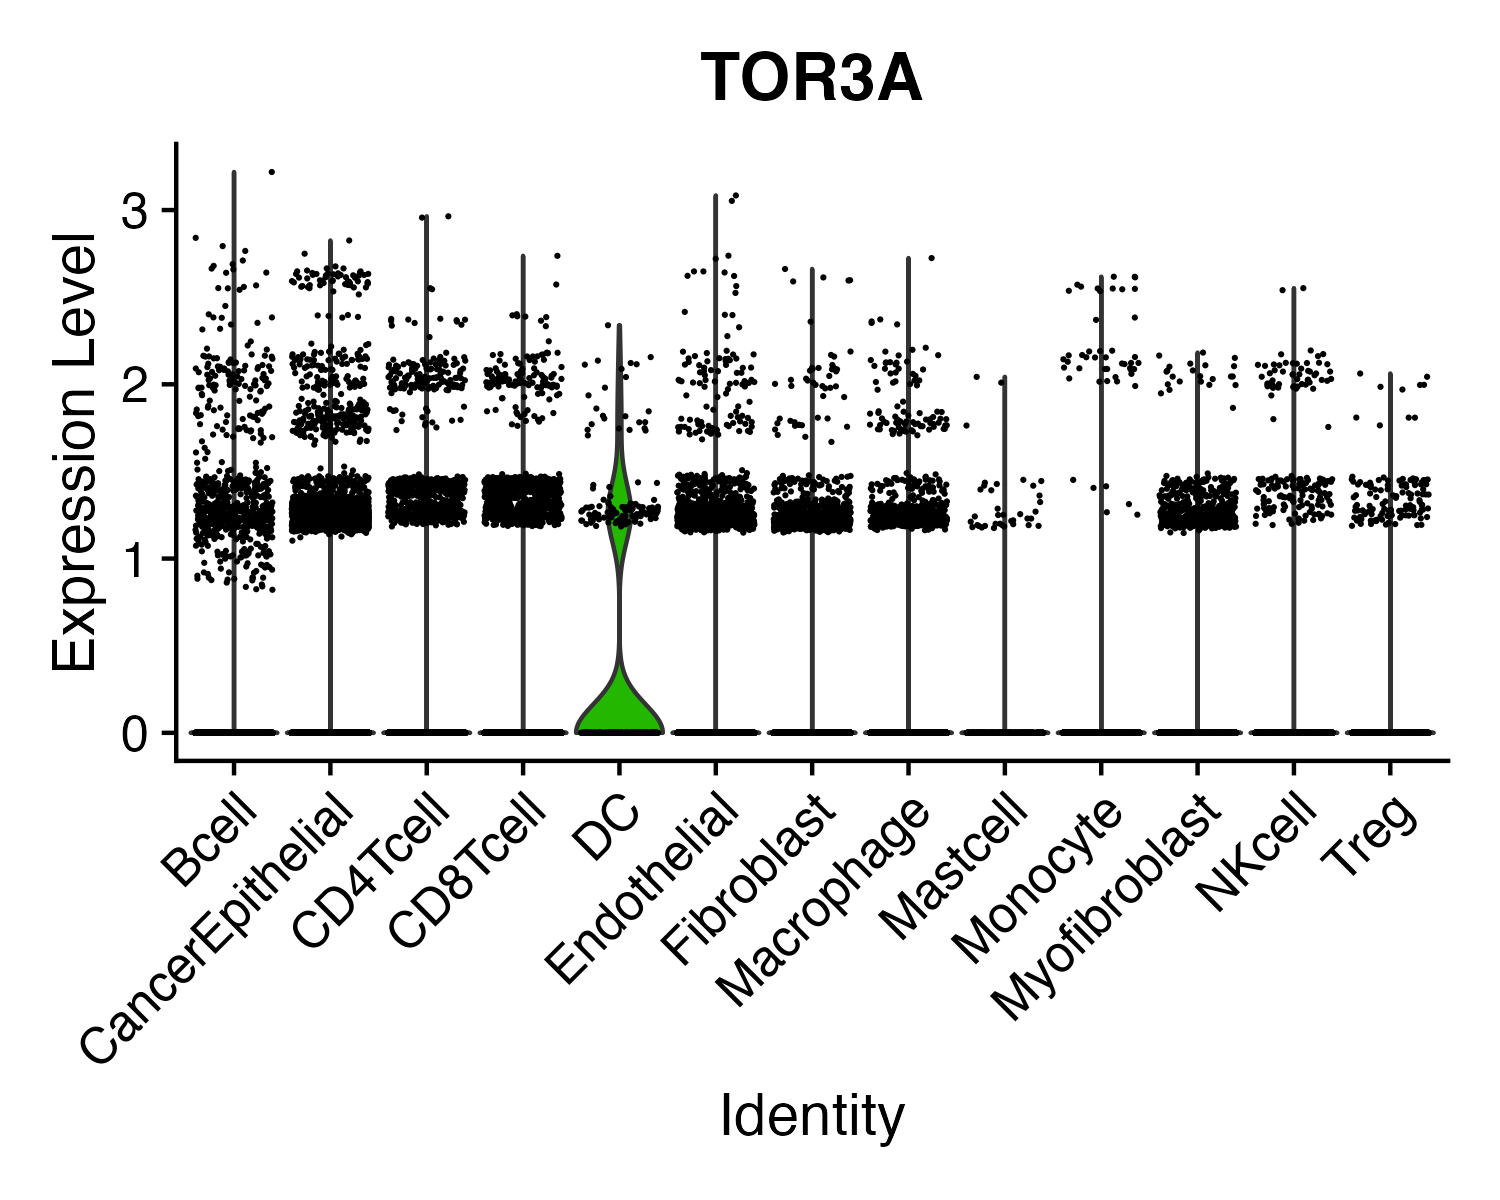 TOR3A
Expression Level
3
2
1
0
Bcell
CancerEpithelial
CD4Tcell
CD8Tcell
DC
Endothelial
Fibroblast
Macrophage
Mastcell
Monocyte
Myofibroblast
NKcell
Treg
Identity